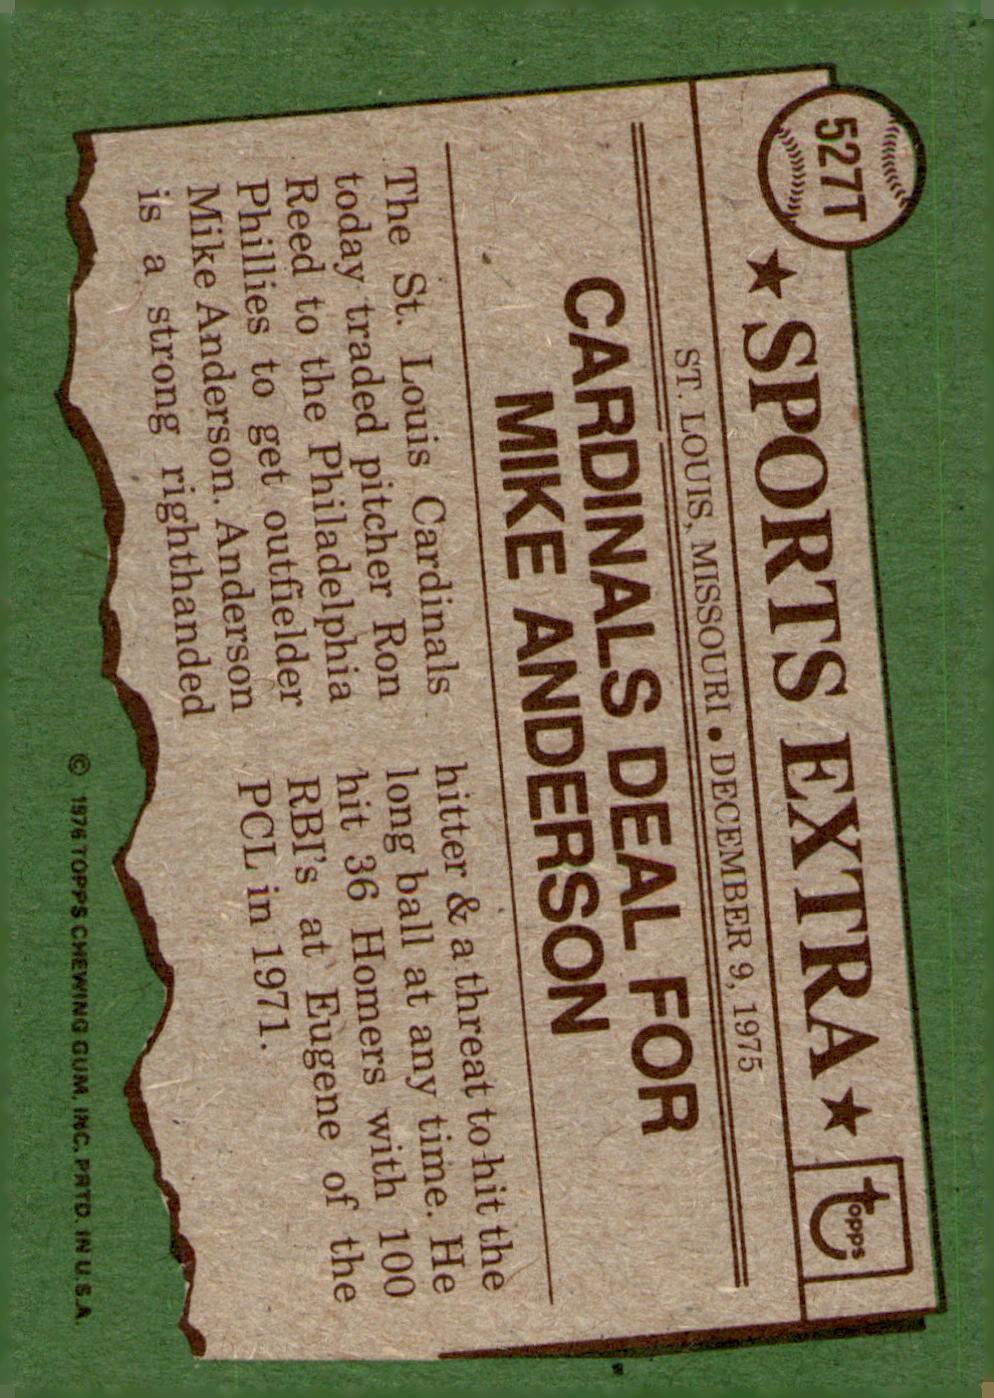 527T
★ SPORTS EXTRA ★
topps
ST. LOUIS, MISSOURI • DECEMBER 9, 1975
CARDINALS DEAL FOR
MIKE ANDERSON
The St. Louis Cardinals
today traded pitcher Ron
Reed to the Philadelphia
Phillies to get outfielder
Mike Anderson. Anderson
is a strong righthanded
hitter & a threat to hit the
long ball at any time. He
hit 36 Homers with 100
RBI's at Eugene of the
PCL in 1971.
© 1976 TOPPS CHEWING GUM, INC. PRTD. IN U.S.A.